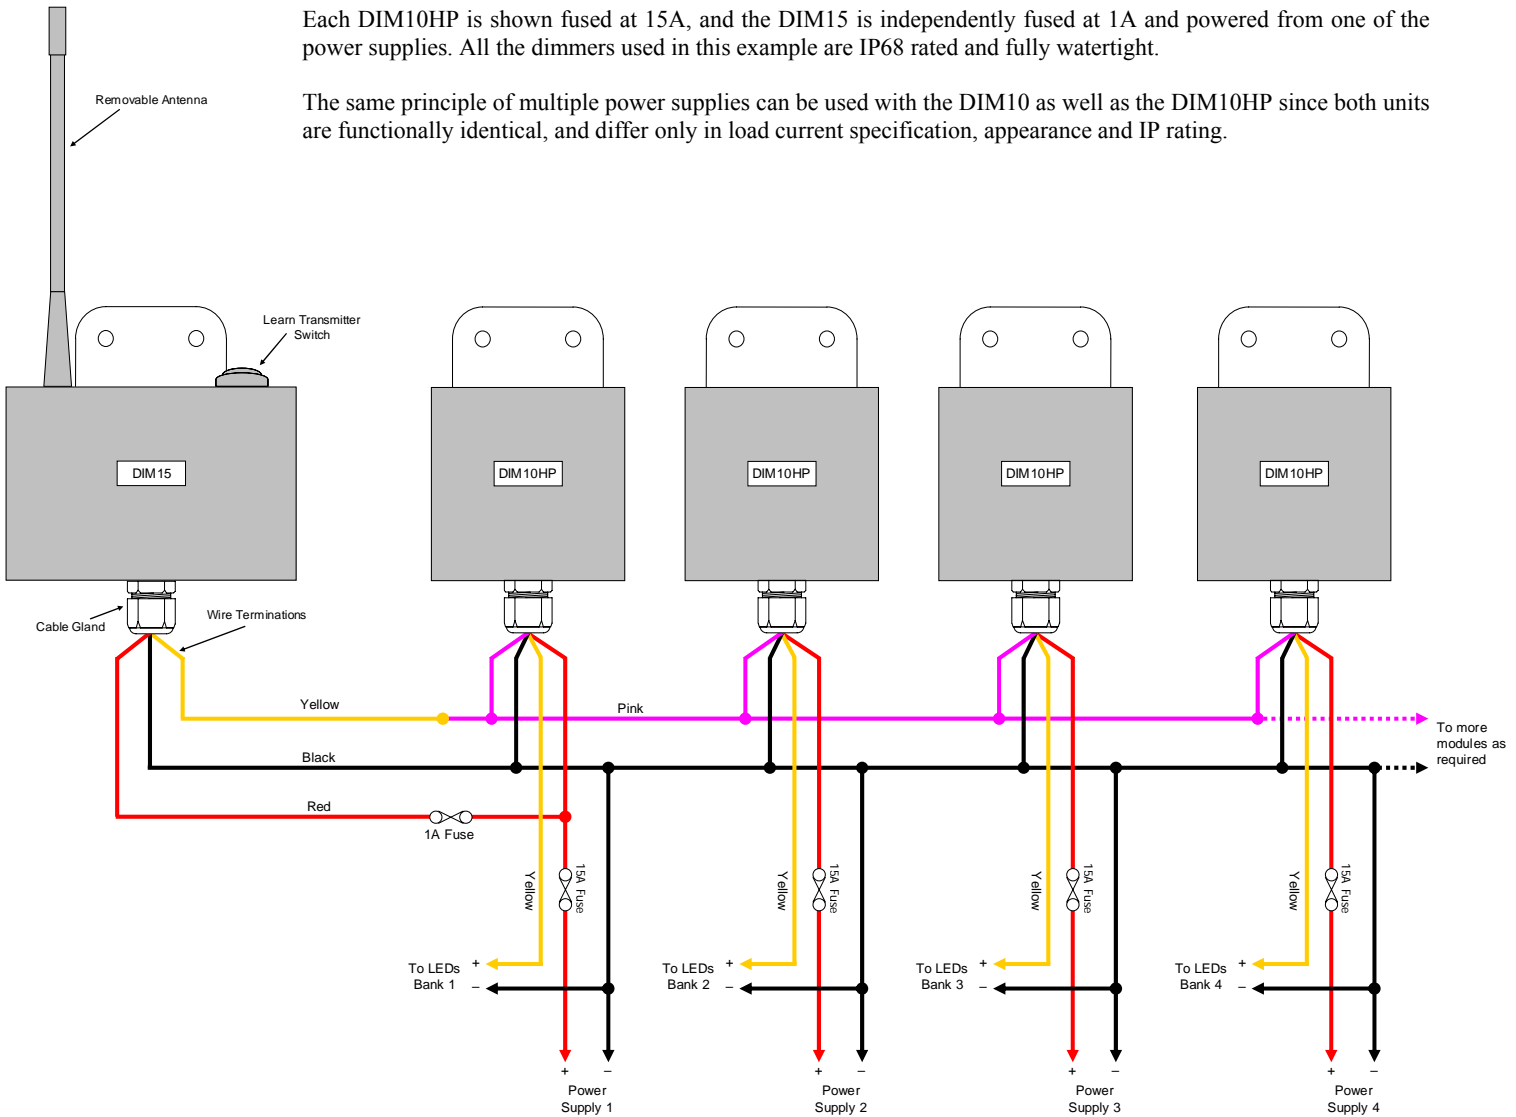 Each DIM10HP is shown fused at 15A, and the DIM15 is independently fused at 1A and powered from one of the
power supplies. All the dimmers used in this example are IP68 rated and fully watertight.
The same principle of multiple power supplies can be used with the DIM10 as well as the DIM10HP since both units
are functionally identical, and differ only in load current specification, appearance and IP rating.
Removable Antenna
Learn Transmitter
Switch
DIM15
DIM10HP
DIM10HP
DIM10HP
DIM10HP
Cable Gland
Wire Terminations
Yellow
Pink
Black
Red
1A Fuse
To more
modules as
required
Yellow
15A Fuse
Yellow
15A Fuse
Yellow
15A Fuse
Yellow
15A Fuse
To LEDs
Bank 1
+
–
To LEDs
Bank 2
+
–
To LEDs
Bank 3
+
–
To LEDs
Bank 4
+
–
+ –
Power
Supply 1
+ –
Power
Supply 2
+ –
Power
Supply 3
+ –
Power
Supply 4